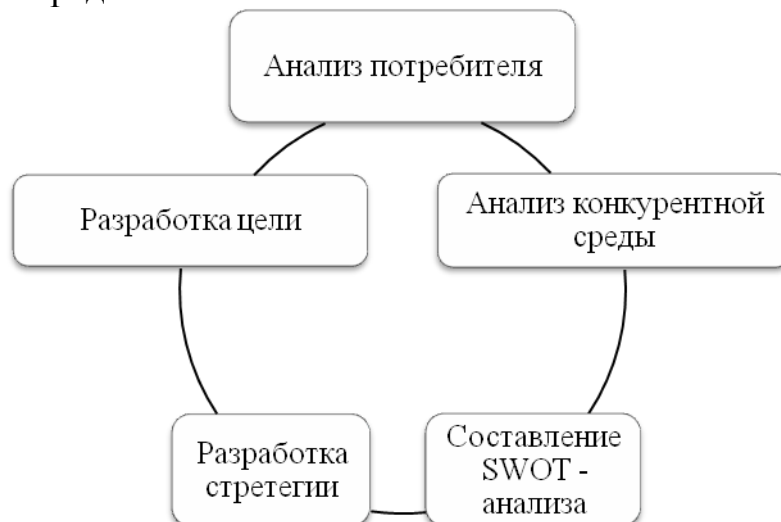 Анализ потребителя
Анализ конкурентной
среды
Составление
SWOT -
анализа
Разработка
стретегии
Разработка цели